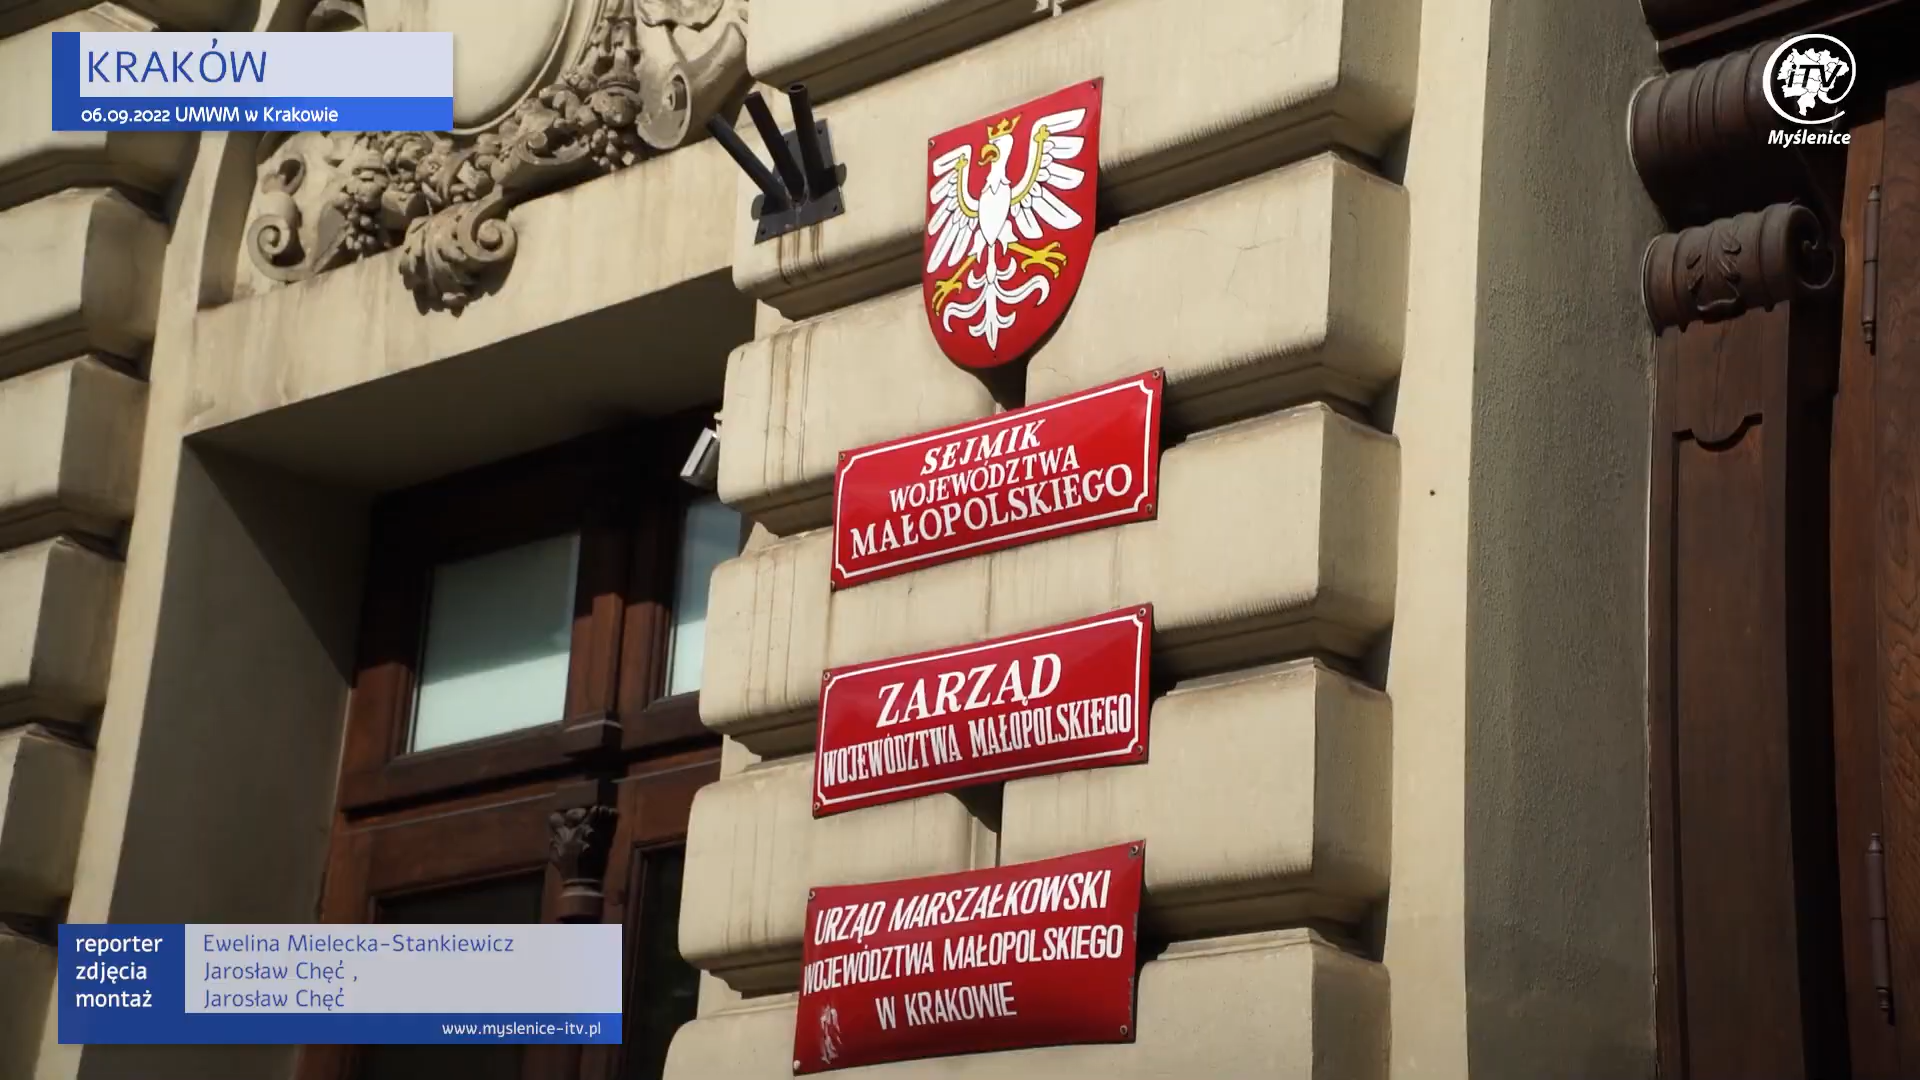 KRAKÓW
06.09.2022 UMWM w Krakowie
iTV
Myślenice
SEJMIK
WOJEWÓDZTWA
MAŁOPOLSKIEGO
ZARZĄD
WOJEWÓDZTWA MAŁOPOLSKIEGO
URZĄD MARSZAŁKOWSKI
WOJEWÓDZTWA MAŁOPOLSKIEGO
W KRAKOWIE
reporter Ewelina Mielecka-Stankiewicz
zdjęcia Jarosław Chęć ,
montaż Jarosław Chęć
www.myslenice-itv.pl